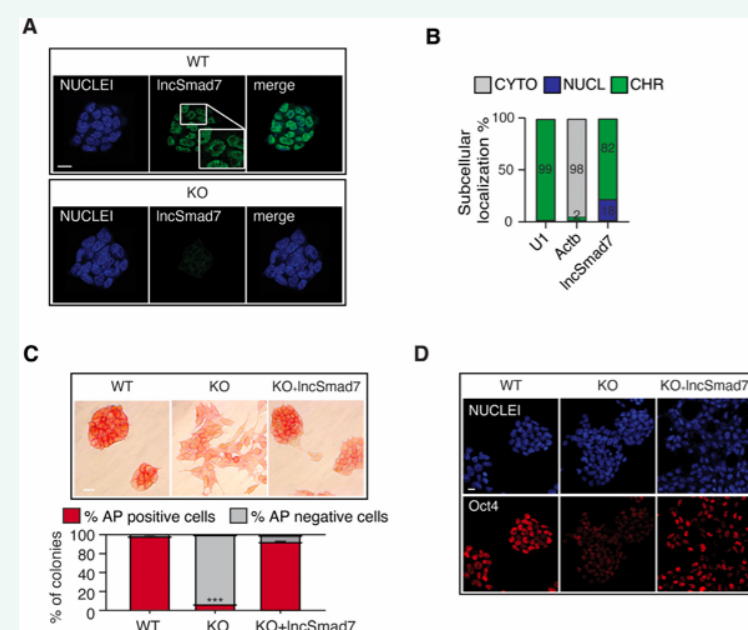 A
WT
NUCLEI
lncSmad7
merge
KO
NUCLEI
lncSmad7
merge
B
CYTO NUCL CHR
Subcellular
localization %
100
50
0
99
98
2
82
18
U1
Actb
lncSmad7
C
WT KO KO+lncSmad7
% AP positive cells % AP negative cells
% of colonies
100
80
40
20
0
***
WT KO KO+lncSmad7
D
WT KO KO+lncSmad7
NUCLEI
Oct4